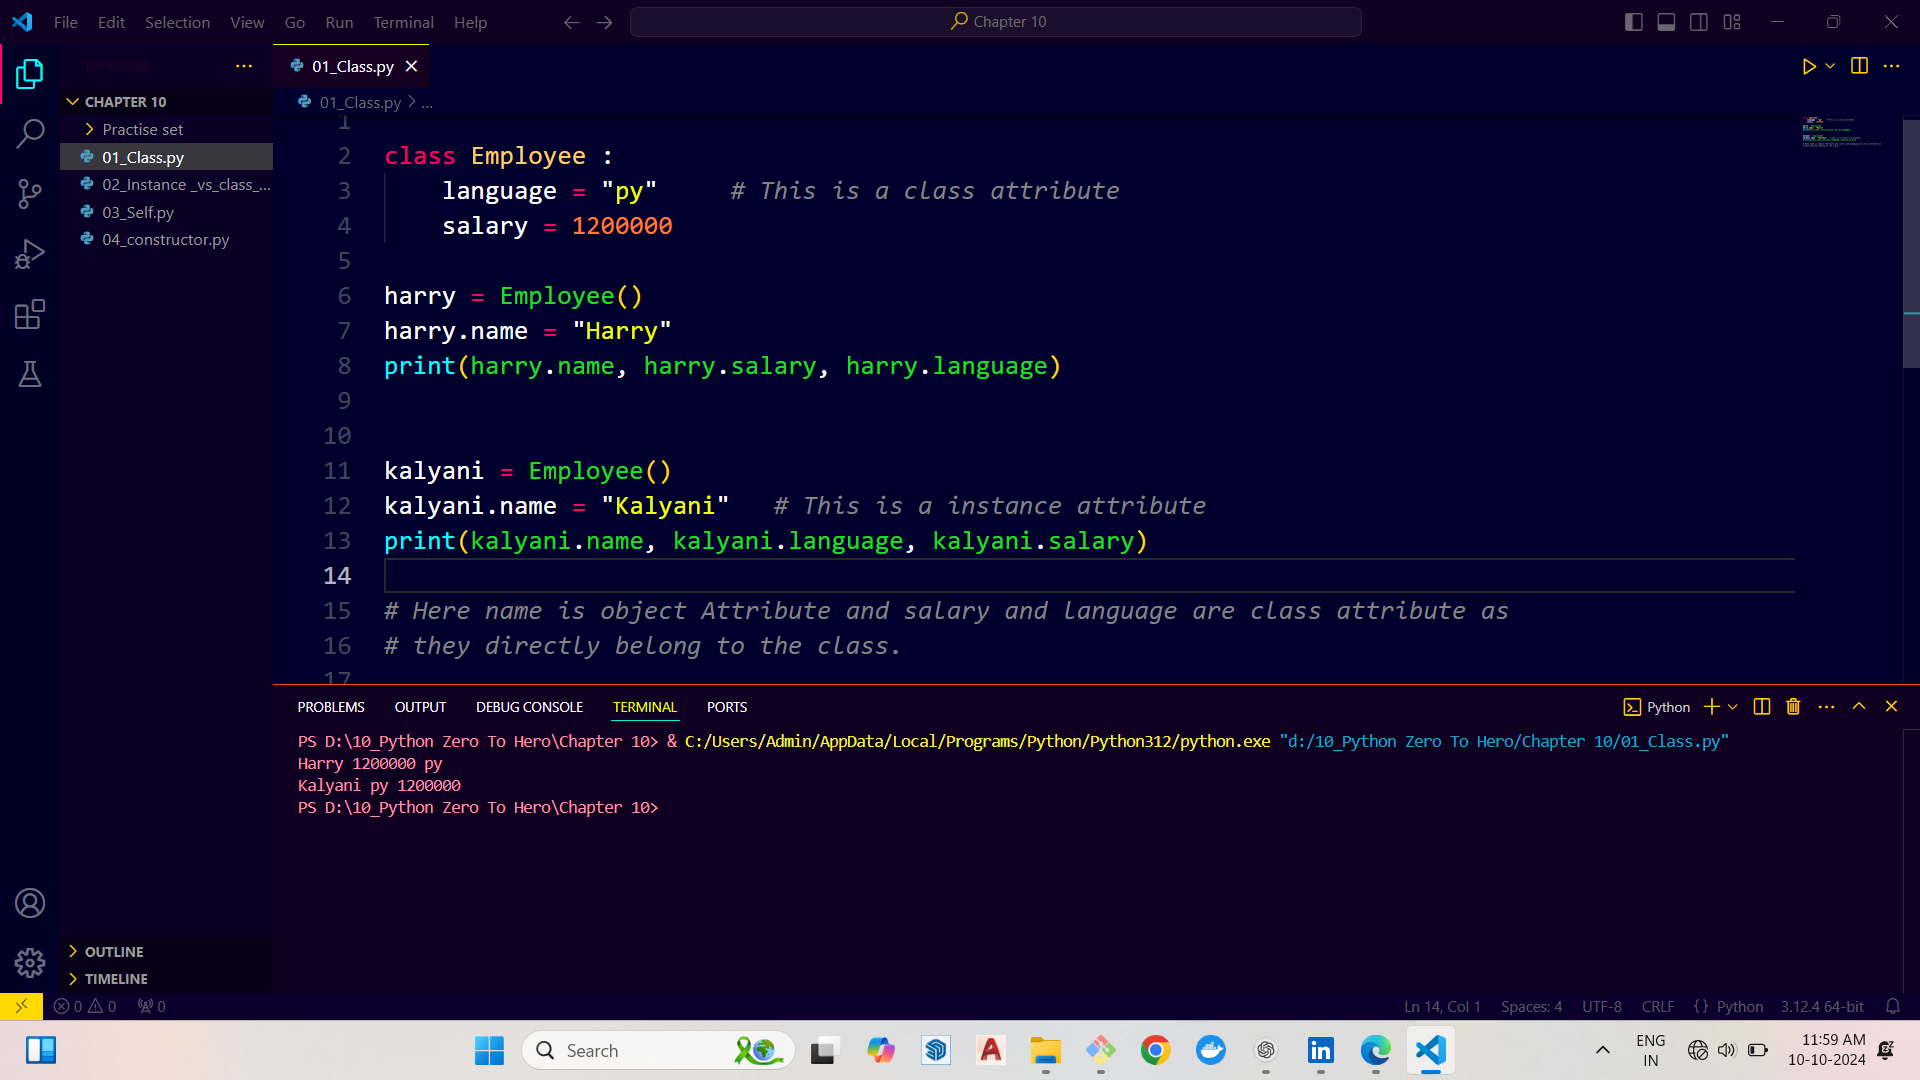 File Edit Selection View Go Run Terminal Help
Chapter 10
EXPLORER
01_Class.py
CHAPTER 10
Practise set
01_Class.py
02_Instance _vs_class_...
03_Self.py
04_constructor.py
OUTLINE
TIMELINE
01_Class.py > ...
1
2 class Employee :
3     language = "py"     # This is a class attribute
4     salary = 1200000
5
6 harry = Employee()
7 harry.name = "Harry"
8 print(harry.name, harry.salary, harry.language)
9
10
11 kalyani = Employee()
12 kalyani.name = "Kalyani"   # This is a instance attribute
13 print(kalyani.name, kalyani.language, kalyani.salary)
14
15 # Here name is object Attribute and salary and language are class attribute as
16 # they directly belong to the class.
17
PROBLEMS OUTPUT DEBUG CONSOLE TERMINAL PORTS
Python
PS D:\10_Python Zero To Hero\Chapter 10> & C:/Users/Admin/AppData/Local/Programs/Python/Python312/python.exe "d:/10_Python Zero To Hero/Chapter 10/01_Class.py"
Harry 1200000 py
Kalyani py 1200000
PS D:\10_Python Zero To Hero\Chapter 10>
0 0 0
Ln 14, Col 1 Spaces: 4 UTF-8 CRLF {} Python 3.12.4 64-bit
Search
ENG
IN
11:59 AM
10-10-2024